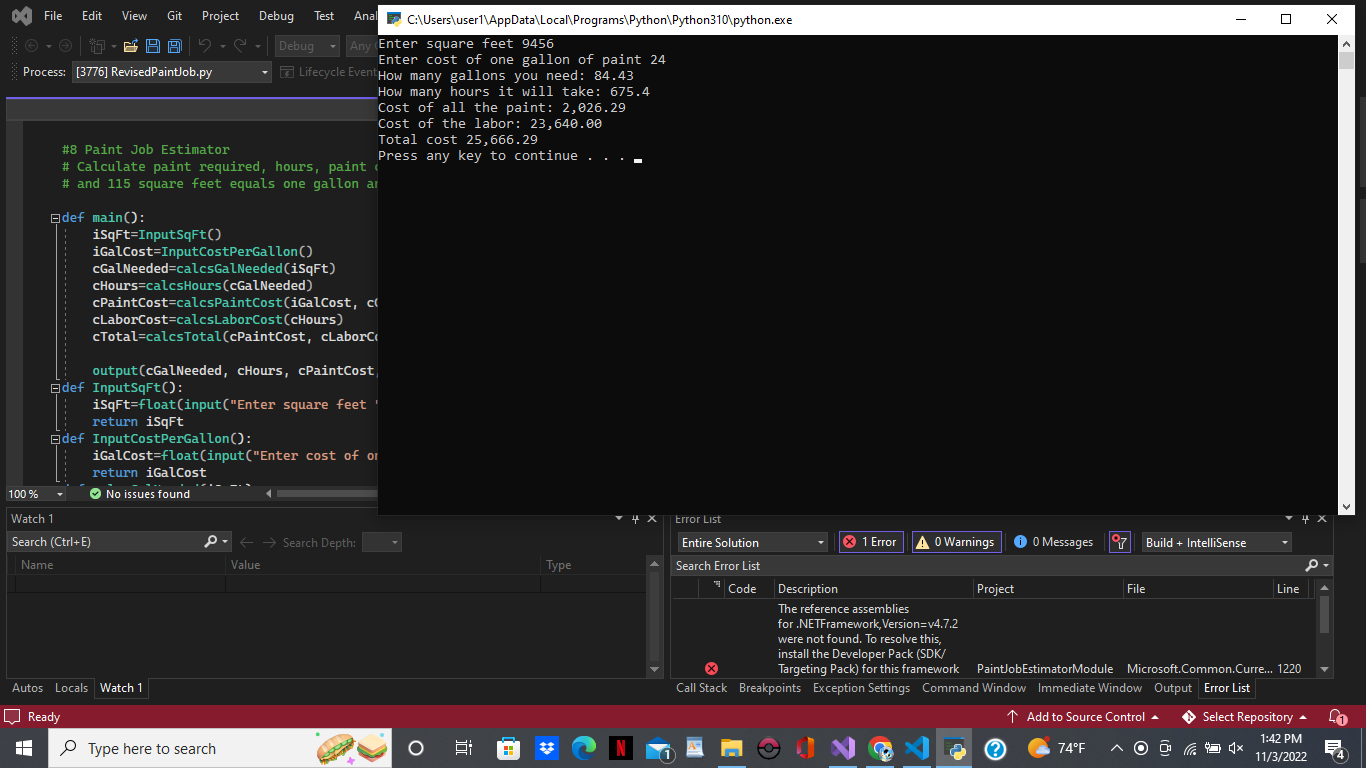 File Edit View Git Project Debug Test Anal
C:\Users\user1\AppData\Local\Programs\Python\Python310\python.exe
Debug Any
Process: [3776] RevisedPaintJob.py Lifecycle Event
Enter square feet 9456
Enter cost of one gallon of paint 24
How many gallons you need: 84.43
How many hours it will take: 675.4
Cost of all the paint: 2,026.29
Cost of the labor: 23,640.00
Total cost 25,666.29
Press any key to continue . . .
#8 Paint Job Estimator
# Calculate paint required, hours, paint c
# and 115 square feet equals one gallon an
def main():
iSqFt=InputSqFt()
iGalCost=InputCostPerGallon()
cGalNeeded=calcsGalNeeded(iSqFt)
cHours=calcsHours(cGalNeeded)
cPaintCost=calcsPaintCost(iGalCost, cG
cLaborCost=calcsLaborCost(cHours)
cTotal=calcsTotal(cPaintCost, cLaborCo
output(cGalNeeded, cHours, cPaintCost,
def InputSqFt():
iSqFt=float(input("Enter square feet "
return iSqFt
def InputCostPerGallon():
iGalCost=float(input("Enter cost of on
return iGalCost
100 % No issues found
Watch 1
Search (Ctrl+E) Search Depth:
Name Value Type
Autos Locals Watch 1
Error List
Entire Solution 1 Error 0 Warnings 0 Messages Build + IntelliSense
Search Error List
Code Description Project File Line
The reference assemblies
for .NETFramework,Version=v4.7.2
were not found. To resolve this,
install the Developer Pack (SDK/
Targeting Pack) for this framework PaintJobEstimatorModule Microsoft.Common.Curre... 1220
Call Stack Breakpoints Exception Settings Command Window Immediate Window Output Error List
Ready Add to Source Control Select Repository 1
Type here to search 1 74°F 1:42 PM
11/3/2022 4